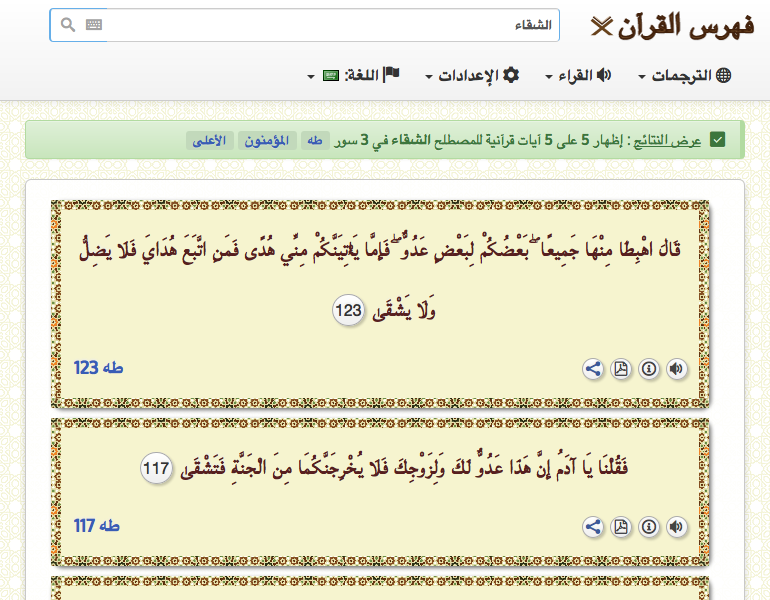 فهرس القرآن
الشقاء
الترجمات
القراء
الإعدادات
اللغة:
عرض النتائج : إظهار 5 على 5 آيات قرآنية للمصطلح الشقاء في 3 سور طه المؤمنون الأعلى
قَالَ اهْبِطَا مِنْهَا جَمِيعًا ۖ بَعْضُكُمْ لِبَعْضٍ عَدُوٌّ ۖ فَإِمَّا يَأْتِيَنَّكُمْ مِنِّي هُدًى فَمَنِ اتَّبَعَ هُدَايَ فَلَا يَضِلُّ
وَلَا يَشْقَىٰ 123
طه 123
فَقُلْنَا يَا آدَمُ إِنَّ هَٰذَا عَدُوٌّ لَكَ وَلِزَوْجِكَ فَلَا يُخْرِجَنَّكُمَا مِنَ الْجَنَّةِ فَتَشْقَىٰ 117
طه 117